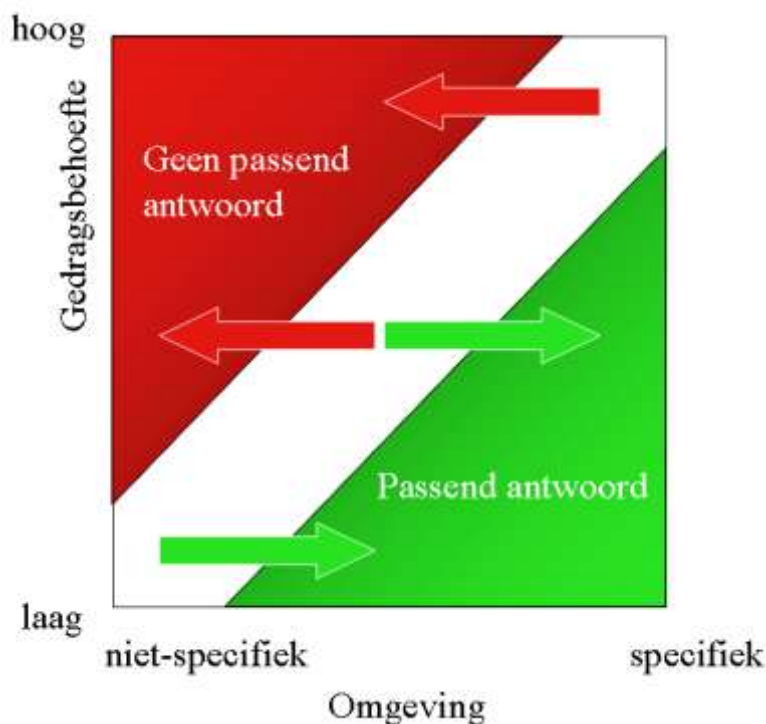 hoog
Gedragsbehoefte
Geen passend
antwoord
Passend antwoord
laag
niet-specifiek
specifiek
Omgeving